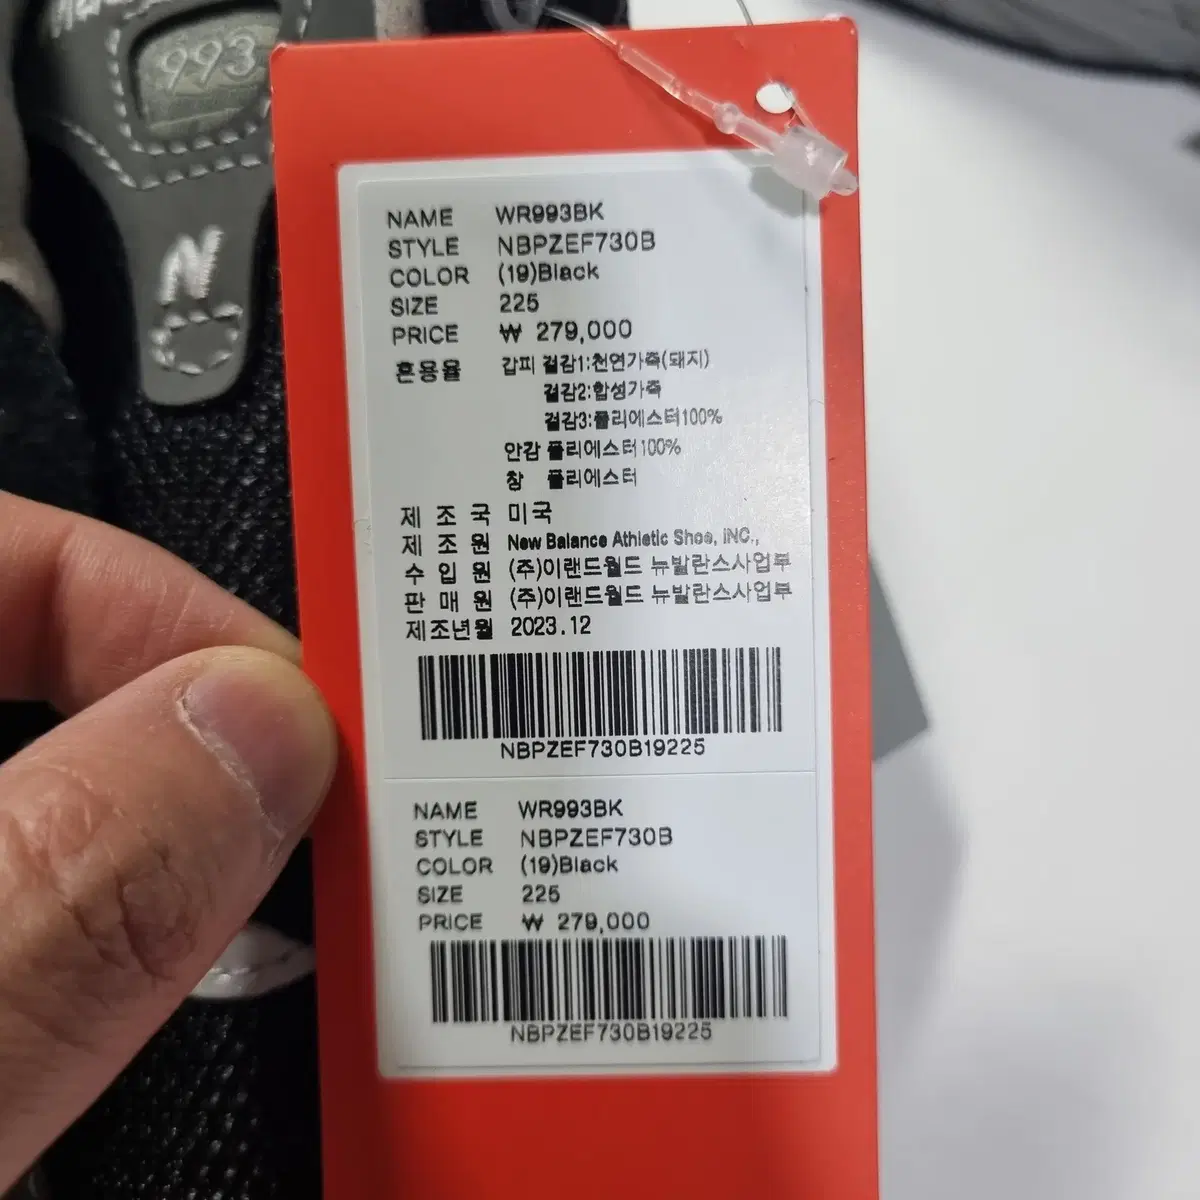 993
N
NAME WR993BK
STYLE NBPZEF730B
COLOR (19)Black
SIZE 225
PRICE ₩ 279,000
혼용율 갑피 겉감1:천연가죽(돼지)
겉감2:합성가죽
겉감3:폴리에스터100%
안감 폴리에스터100%
창 폴리에스터
제 조 국 미국
제 조 원 New Balance Athletic Shoe, INC.,
수 입 원 (주)이랜드월드 뉴발란스사업부
판 매 원 (주)이랜드월드 뉴발란스사업부
제조년월 2023.12
NBPZEF730B19225
NAME WR993BK
STYLE NBPZEF730B
COLOR (19)Black
SIZE 225
PRICE ₩ 279,000
NBPZEF730B19225